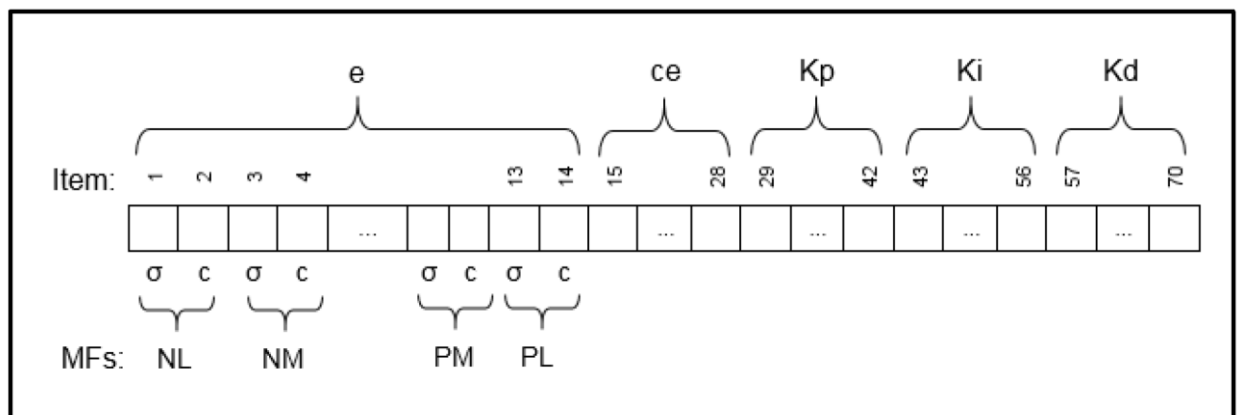 e ce Kp Ki Kd
Item: 1 2 3 4 13 14 15 28 29 42 43 56 57 70
... ... ... ... ...
σ c σ c σ c σ c
MFs: NL NM PM PL